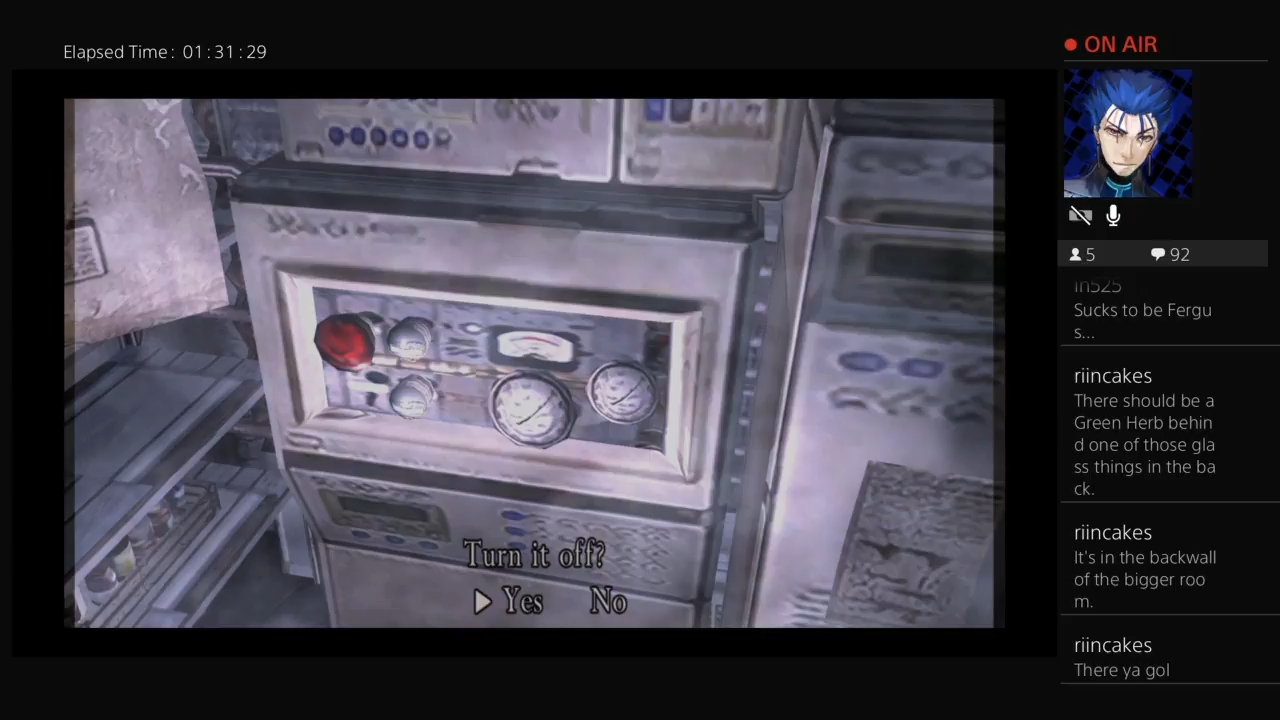 Elapsed Time: 01:31:29
ON AIR
5
92
in525
Sucks to be Fergu
s...
riincakes
There should be a
Green Herb behin
d one of those gla
ss things in the ba
ck.
riincakes
It's in the backwall
of the bigger roo
m.
riincakes
There ya go!
Turn it off?
Yes No